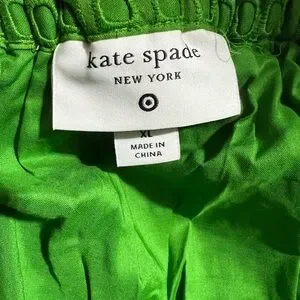 kate spade
NEW YORK
XL
MADE IN
CHINA